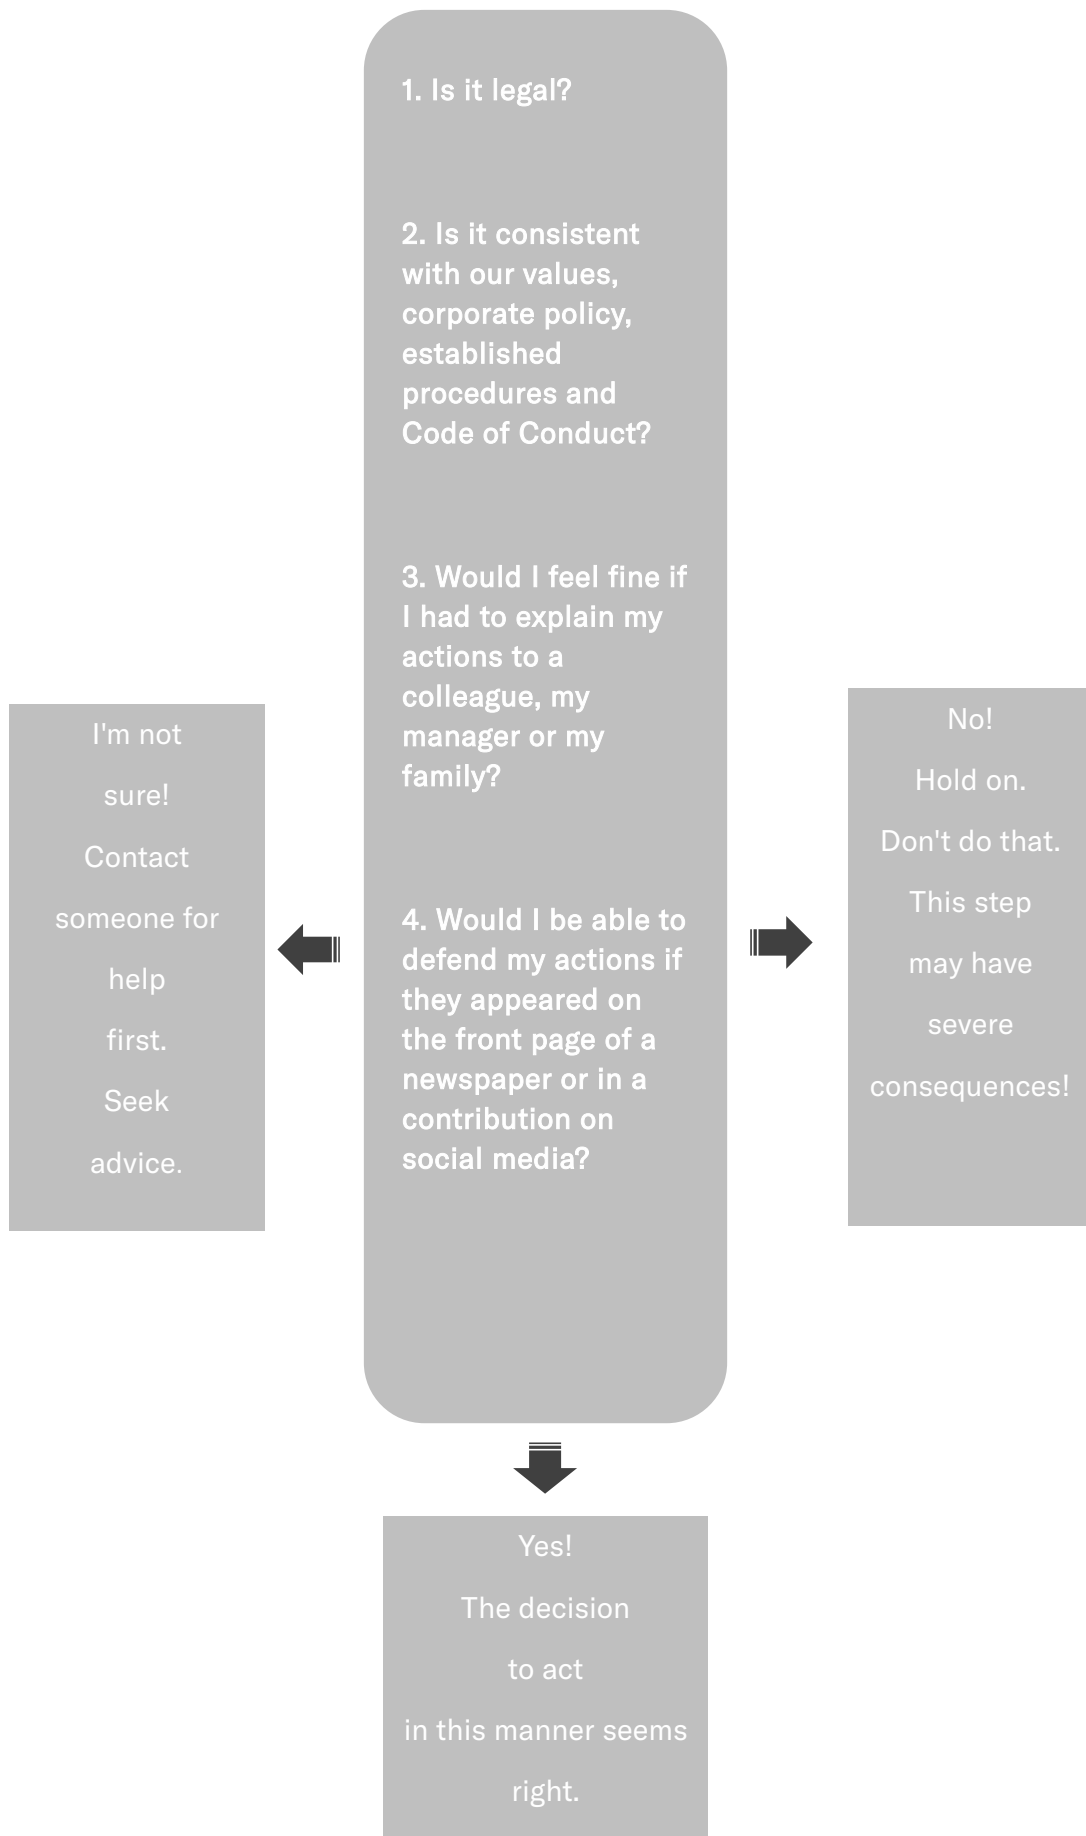 1. Is it legal?
2. Is it consistent
with our values,
corporate policy,
established
procedures and
Code of Conduct?
3. Would I feel fine if
I had to explain my
actions to a
colleague, my
manager or my
family?
4. Would I be able to
defend my actions if
they appeared on
the front page of a
newspaper or in a
contribution on
social media?
I'm not
sure!
Contact
someone for
help
first.
Seek
advice.
No!
Hold on.
Don't do that.
This step
may have
severe
consequences!
Yes!
The decision
to act
in this manner seems
right.